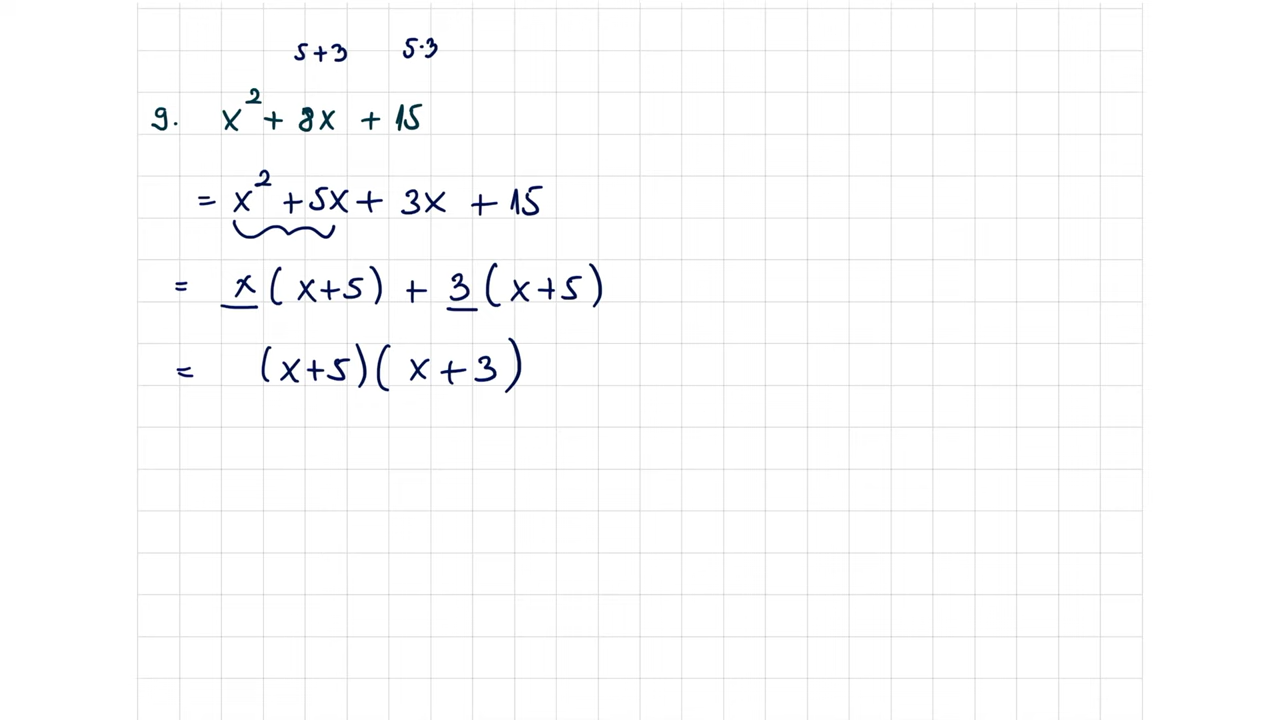 5+3 5·3
9. x² + 8x + 15
= x² + 5x + 3x + 15
= x(x+5) + 3(x+5)
= (x+5)(x+3)